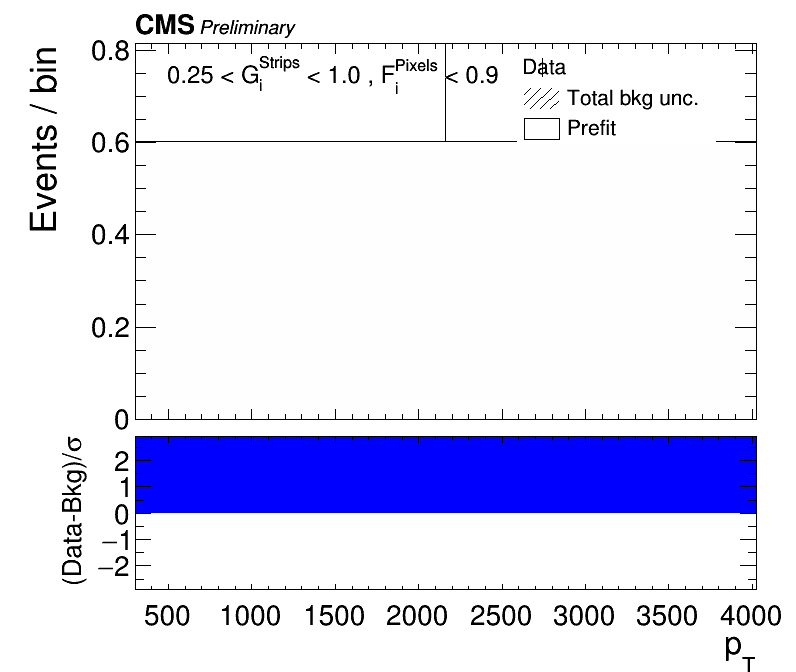 CMS Preliminary
Events / bin
0.8
0.6
0.4
0.2
0
0.25 < G_i^Strips < 1.0 , F_i^Pixels < 0.9
Data
Total bkg unc.
Prefit
(Data-Bkg)/σ
2
1
0
−1
−2
500 1000 1500 2000 2500 3000 3500 4000
p_T